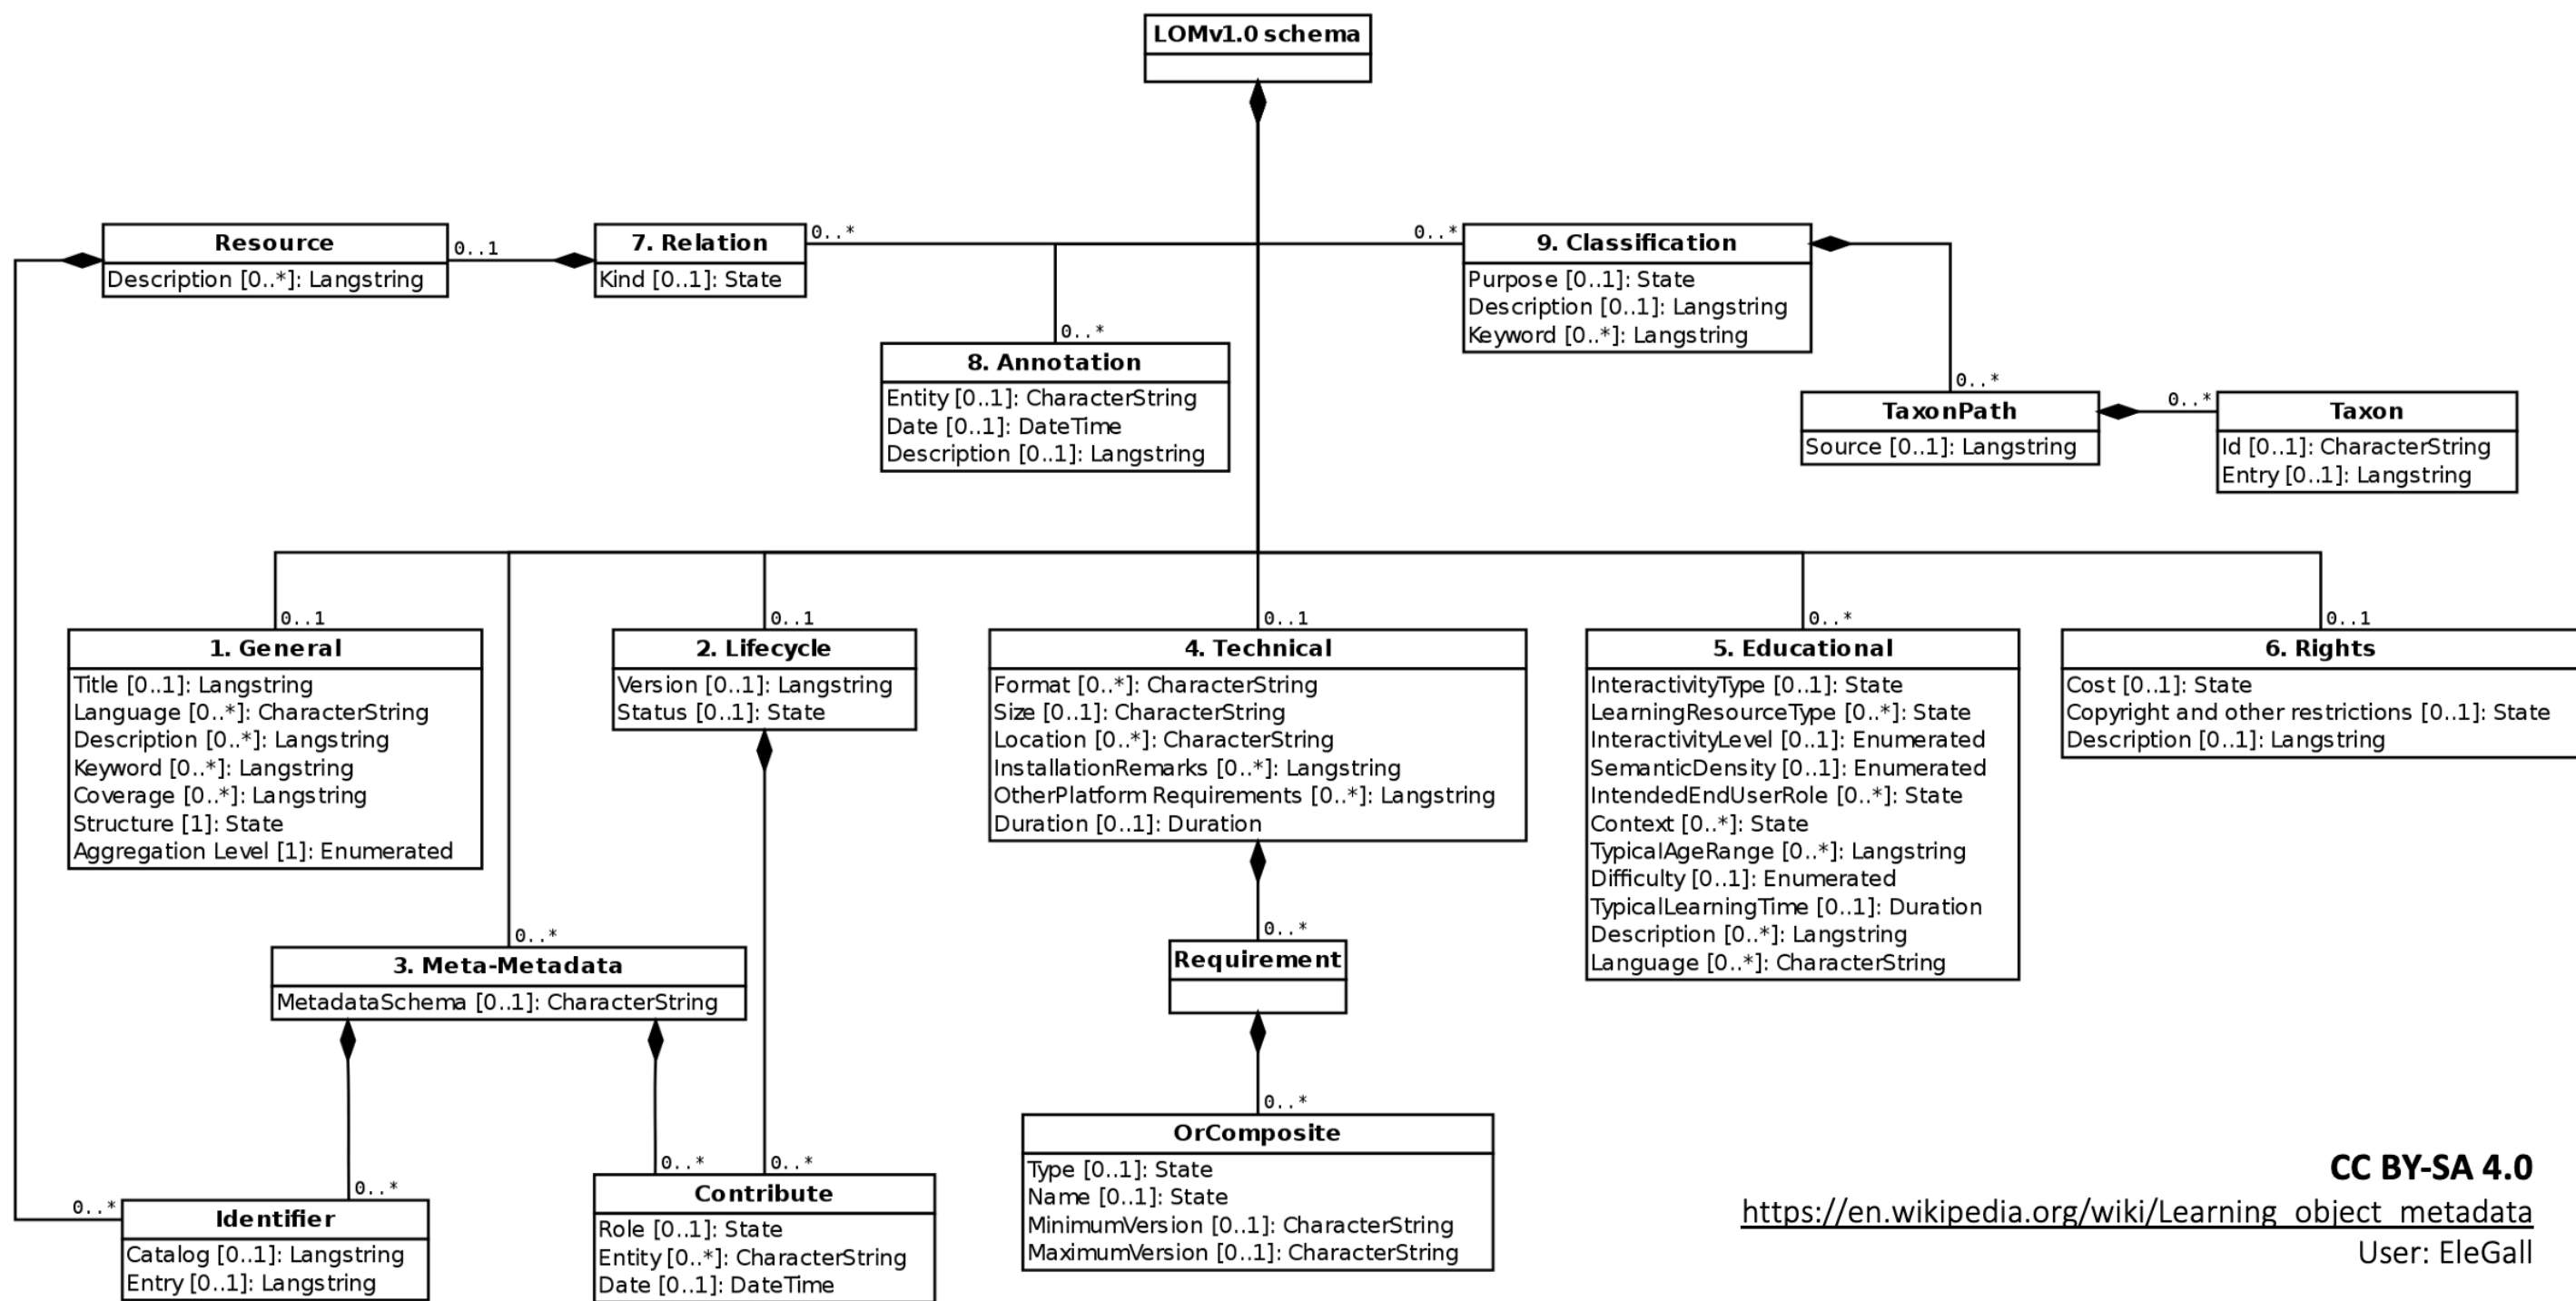 LOMv1.0 schema
Resource
Description [0..*]: Langstring
0..1
7. Relation
Kind [0..1]: State
0..*
0..*
9. Classification
Purpose [0..1]: State
Description [0..1]: Langstring
Keyword [0..*]: Langstring
0..*
8. Annotation
Entity [0..1]: CharacterString
Date [0..1]: DateTime
Description [0..1]: Langstring
0..*
TaxonPath
Source [0..1]: Langstring
0..*
Taxon
Id [0..1]: CharacterString
Entry [0..1]: Langstring
0..1
1. General
Title [0..1]: Langstring
Language [0..*]: CharacterString
Description [0..*]: Langstring
Keyword [0..*]: Langstring
Coverage [0..*]: Langstring
Structure [1]: State
Aggregation Level [1]: Enumerated
0..1
2. Lifecycle
Version [0..1]: Langstring
Status [0..1]: State
0..1
4. Technical
Format [0..*]: CharacterString
Size [0..1]: CharacterString
Location [0..*]: CharacterString
InstallationRemarks [0..*]: Langstring
OtherPlatform Requirements [0..*]: Langstring
Duration [0..1]: Duration
0..*
5. Educational
InteractivityType [0..1]: State
LearningResourceType [0..*]: State
InteractivityLevel [0..1]: Enumerated
SemanticDensity [0..1]: Enumerated
IntendedEndUserRole [0..*]: State
Context [0..*]: State
TypicalAgeRange [0..*]: Langstring
Difficulty [0..1]: Enumerated
TypicalLearningTime [0..1]: Duration
Description [0..*]: Langstring
Language [0..*]: CharacterString
0..1
6. Rights
Cost [0..1]: State
Copyright and other restrictions [0..1]: State
Description [0..1]: Langstring
0..*
3. Meta-Metadata
MetadataSchema [0..1]: CharacterString
0..*
Requirement
0..*
OrComposite
Type [0..1]: State
Name [0..1]: State
MinimumVersion [0..1]: CharacterString
MaximumVersion [0..1]: CharacterString
0..*
0..*
Identifier
Catalog [0..1]: Langstring
Entry [0..1]: Langstring
0..*
0..*
Contribute
Role [0..1]: State
Entity [0..*]: CharacterString
Date [0..1]: DateTime
CC BY-SA 4.0
https://en.wikipedia.org/wiki/Learning_object_metadata
User: EleGall